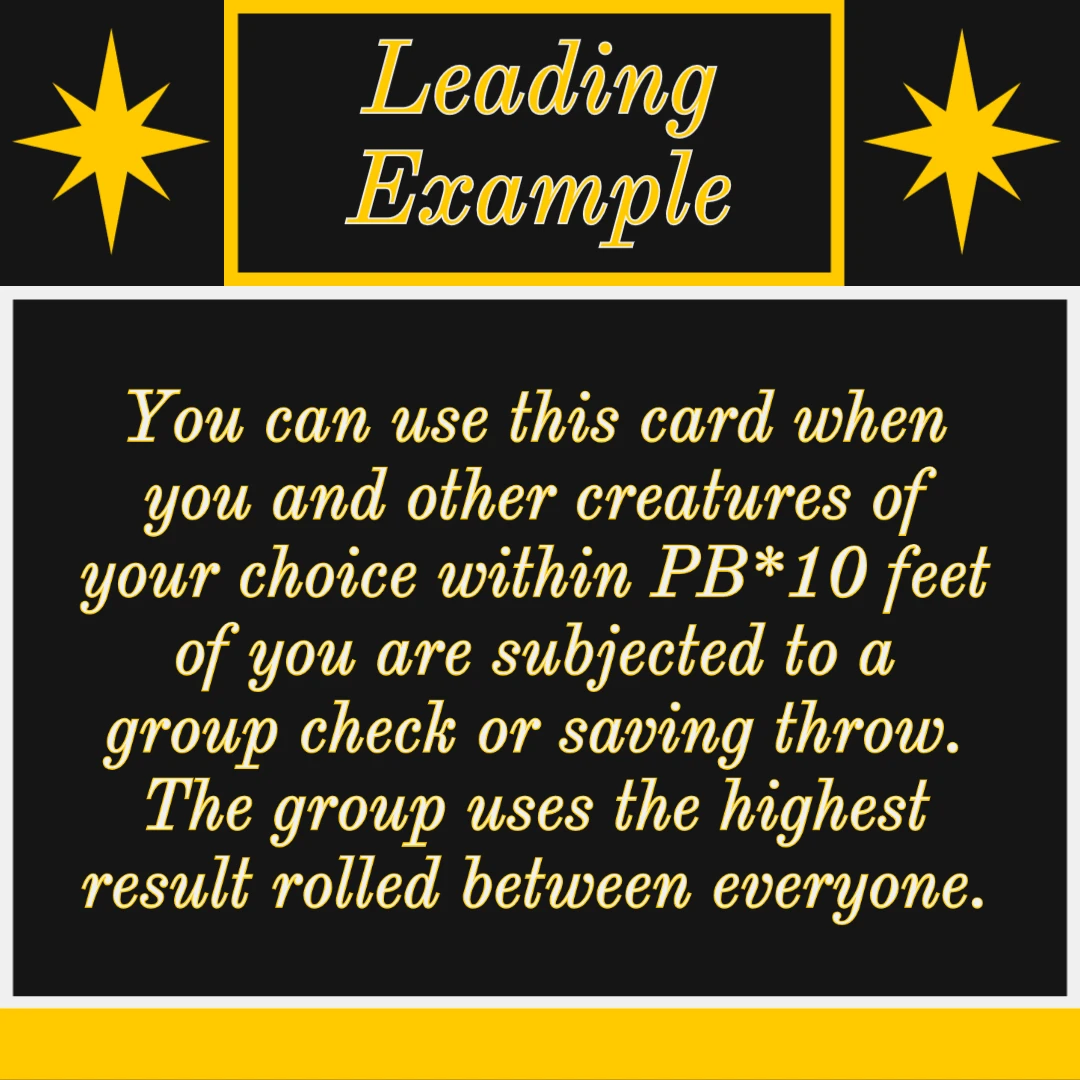 Leading
Example
You can use this card when
you and other creatures of
your choice within PB*10 feet
of you are subjected to a
group check or saving throw.
The group uses the highest
result rolled between everyone.